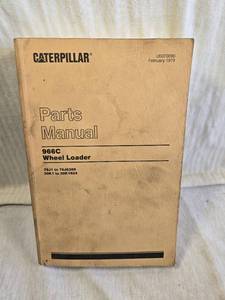 CATERPILLAR
February 1979
Parts
Manual
966C
Wheel Loader